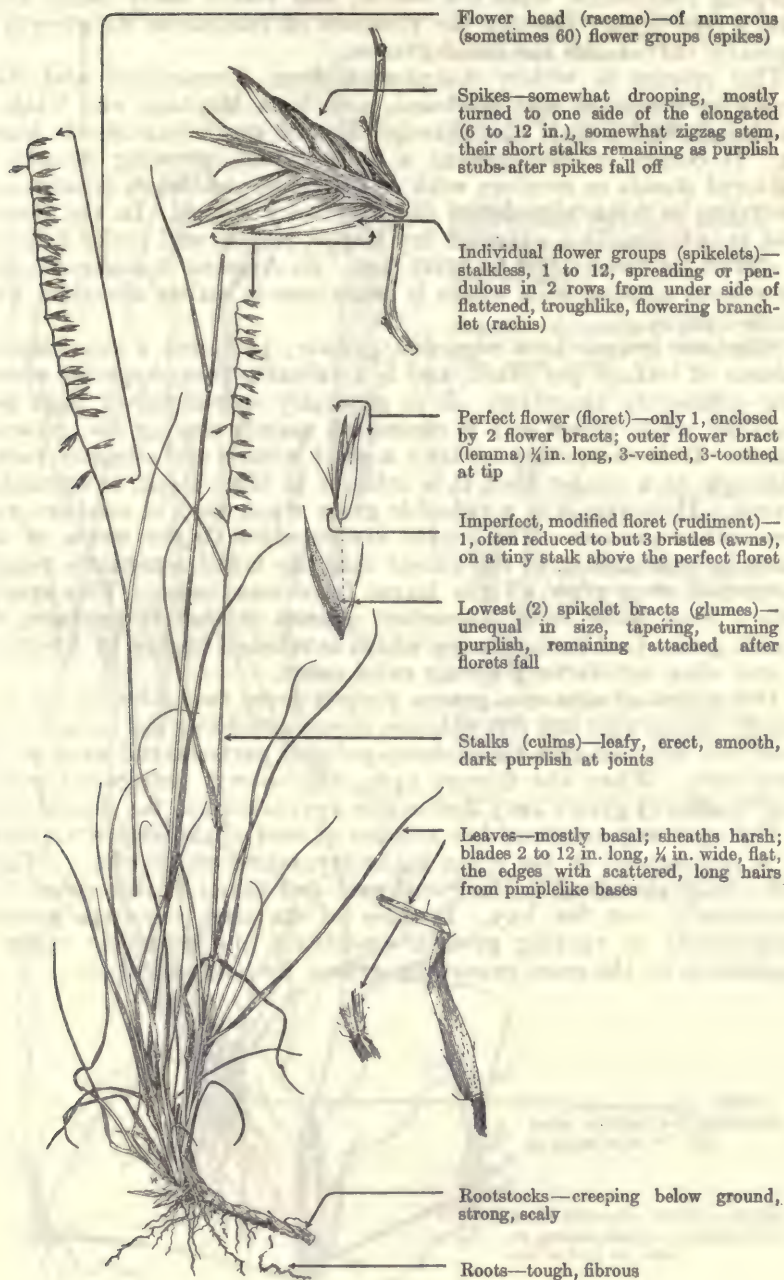 Flower head (raceme)—of numerous
(sometimes 60) flower groups (spikes)
Spikes—somewhat drooping, mostly
turned to one side of the elongated
(6 to 12 in.), somewhat zigzag stem,
their short stalks remaining as purplish
stubs after spikes fall off
Individual flower groups (spikelets)—
stalkless, 1 to 12, spreading or pen-
dulous in 2 rows from under side of
flattened, troughlike, flowering branch-
let (rachis)
Perfect flower (floret)—only 1, enclosed
by 2 flower bracts; outer flower bract
(lemma) ¼ in. long, 3-veined, 3-toothed
at tip
Imperfect, modified floret (rudiment)—
1, often reduced to but 3 bristles (awns),
on a tiny stalk above the perfect floret
Lowest (2) spikelet bracts (glumes)—
unequal in size, tapering, turning
purplish, remaining attached after
florets fall
Stalks (culms)—leafy, erect, smooth,
dark purplish at joints
Leaves—mostly basal; sheaths harsh;
blades 2 to 12 in. long, ¼ in. wide, flat,
the edges with scattered, long hairs
from pimplelike bases
Rootstocks—creeping below ground,
strong, scaly
Roots—tough, fibrous